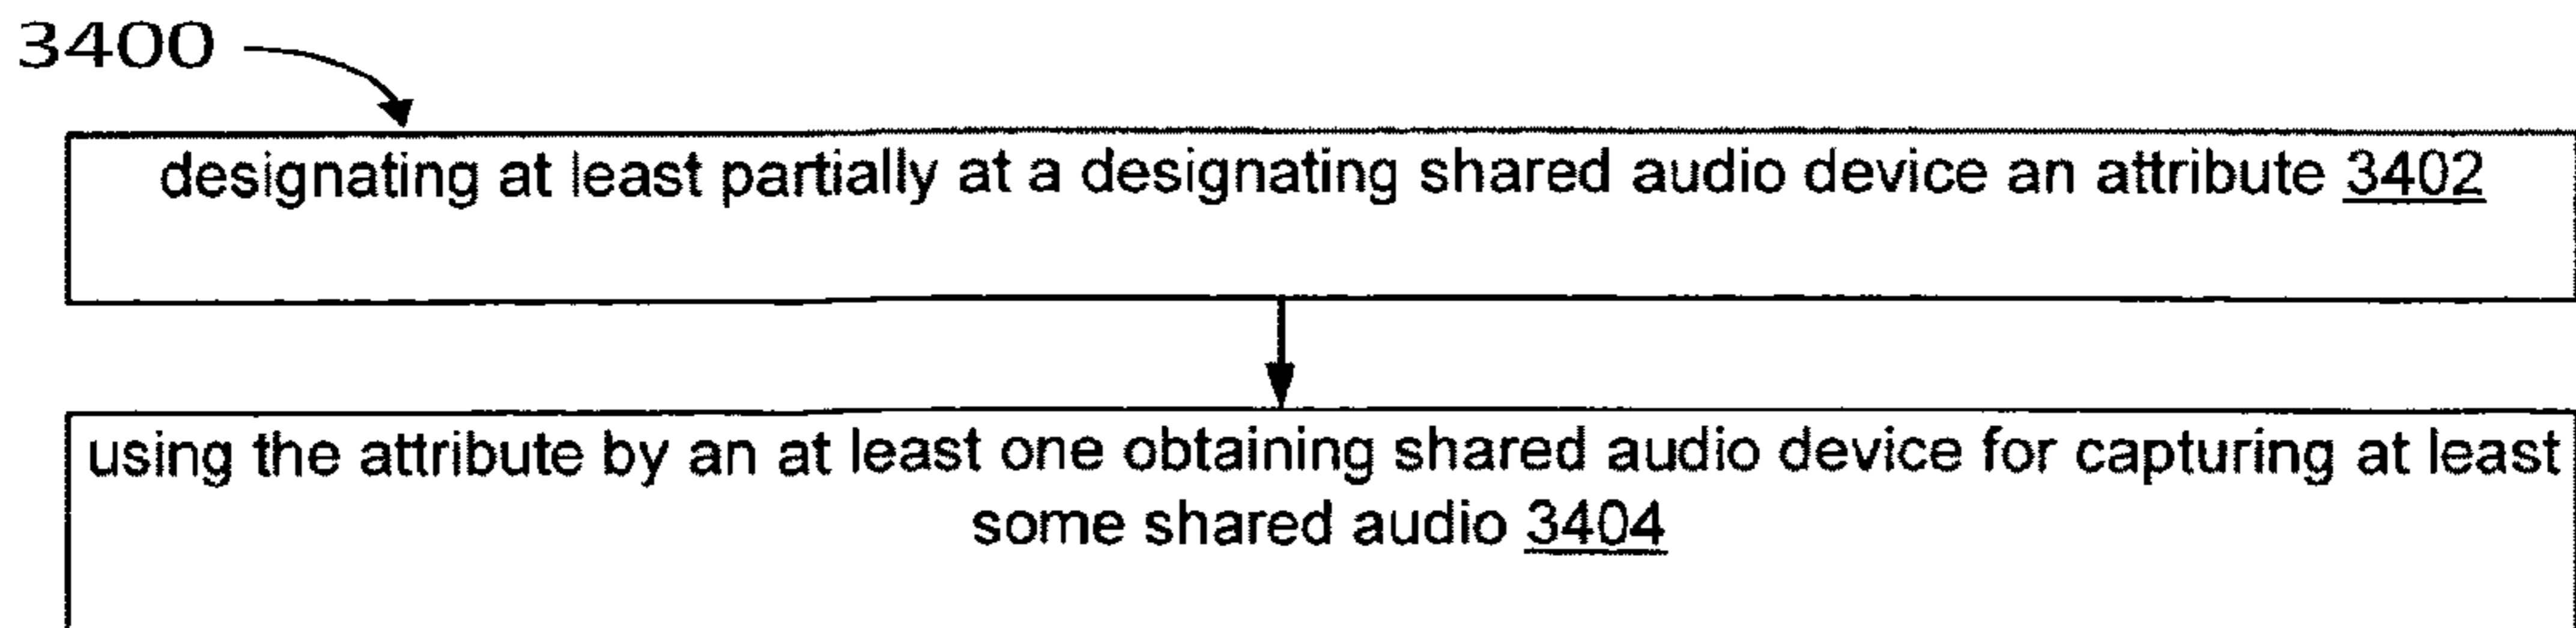 3400
designating at least partially at a designating shared audio device an attribute 3402
using the attribute by an at least one obtaining shared audio device for capturing at least
some shared audio 3404